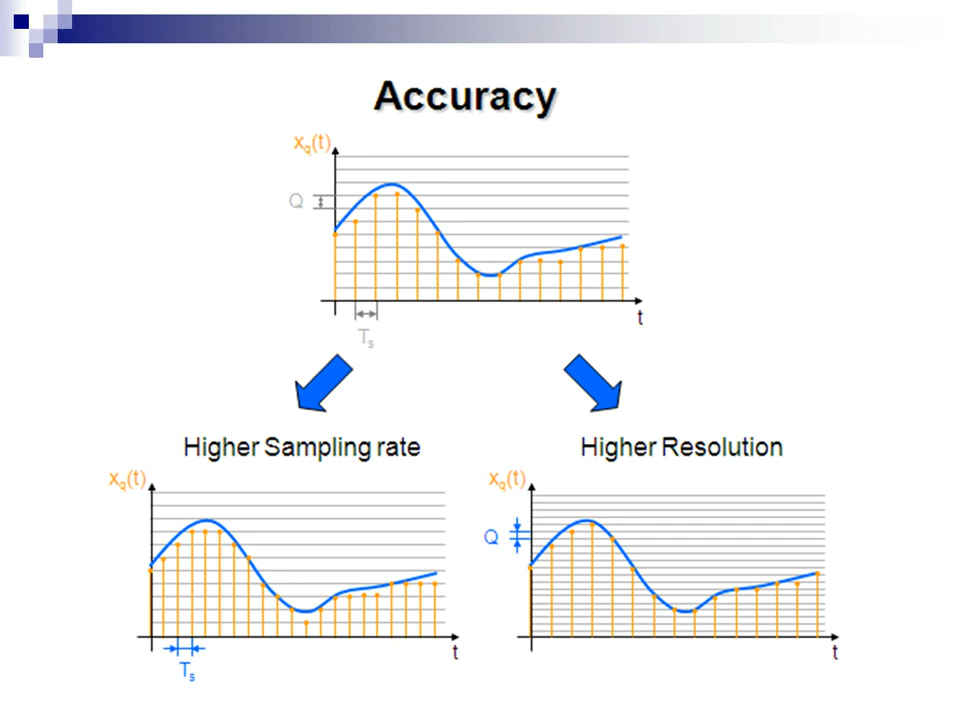 Accuracy
xq(t)
Q
t
Ts
Higher Sampling rate
Higher Resolution
xq(t)
t
Ts
xq(t)
Q
t